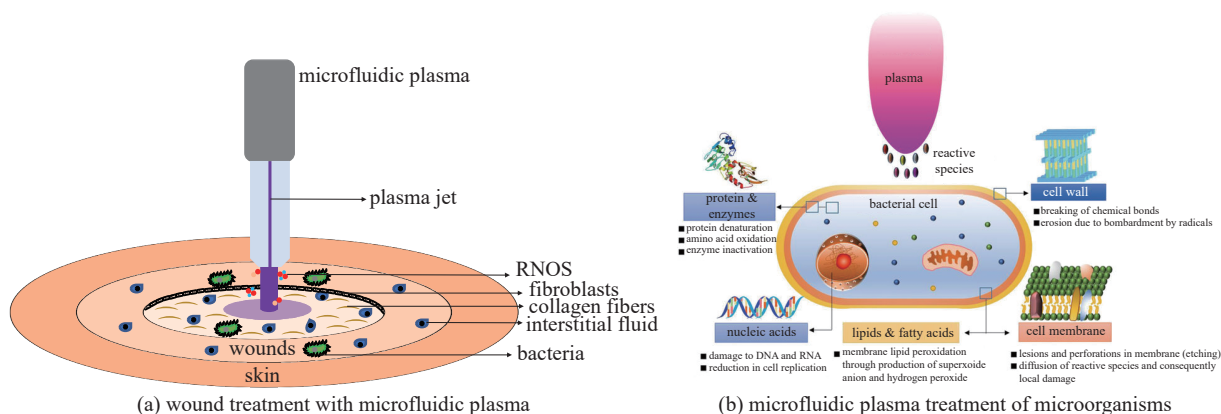 microfluidic plasma
plasma jet
RNOS
fibroblasts
collagen fibers
interstitial fluid
bacteria
wounds
skin
(a) wound treatment with microfluidic plasma
plasma
reactive
species
protein &
enzymes
■ protein denaturation
■ amino acid oxidation
■ enzyme inactivation
bacterial cell
cell wall
■ breaking of chemical bonds
■ erosion due to bombardment by radicals
nucleic acids
■ damage to DNA and RNA
■ reduction in cell replication
lipids & fatty acids
■ membrane lipid peroxidation
through production of superxoide
anion and hydrogen peroxide
cell membrane
■ lesions and perforations in membrane (etching)
■ diffusion of reactive species and consequently
local damage
(b) microfluidic plasma treatment of microorganisms